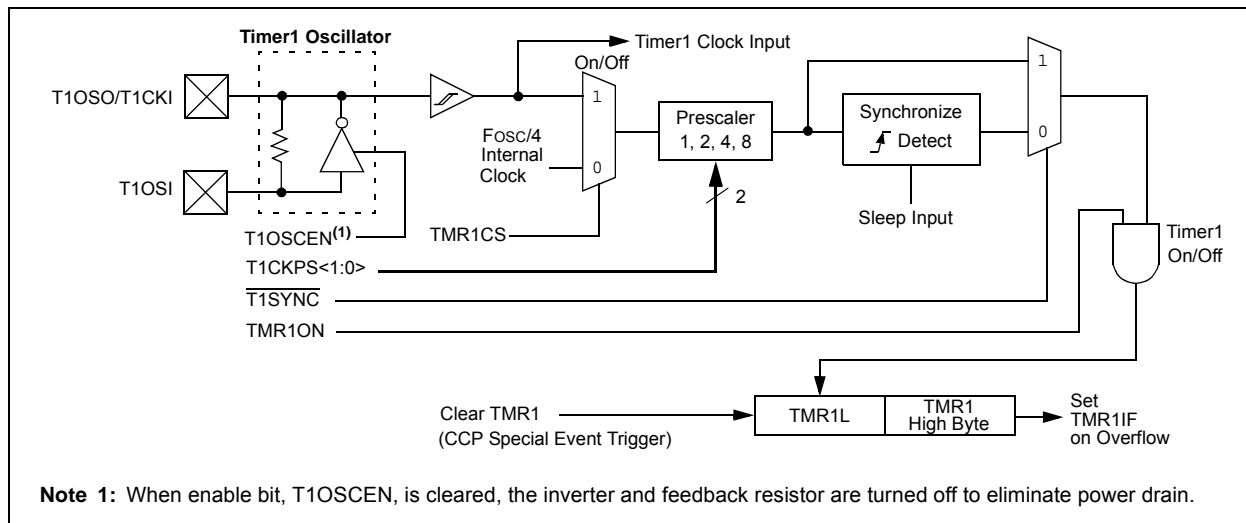 Timer1 Oscillator
Timer1 Clock Input
On/Off
T1OSO/T1CKI
1
FOSC/4
Internal
Clock
0
Prescaler
1, 2, 4, 8
Synchronize
Detect
1
0
T1OSI
2
Sleep Input
T1OSCEN(1)
TMR1CS
Timer1
On/Off
T1CKPS<1:0>
T1SYNC
TMR1ON
Clear TMR1
(CCP Special Event Trigger)
TMR1L
TMR1
High Byte
Set
TMR1IF
on Overflow
Note 1: When enable bit, T1OSCEN, is cleared, the inverter and feedback resistor are turned off to eliminate power drain.